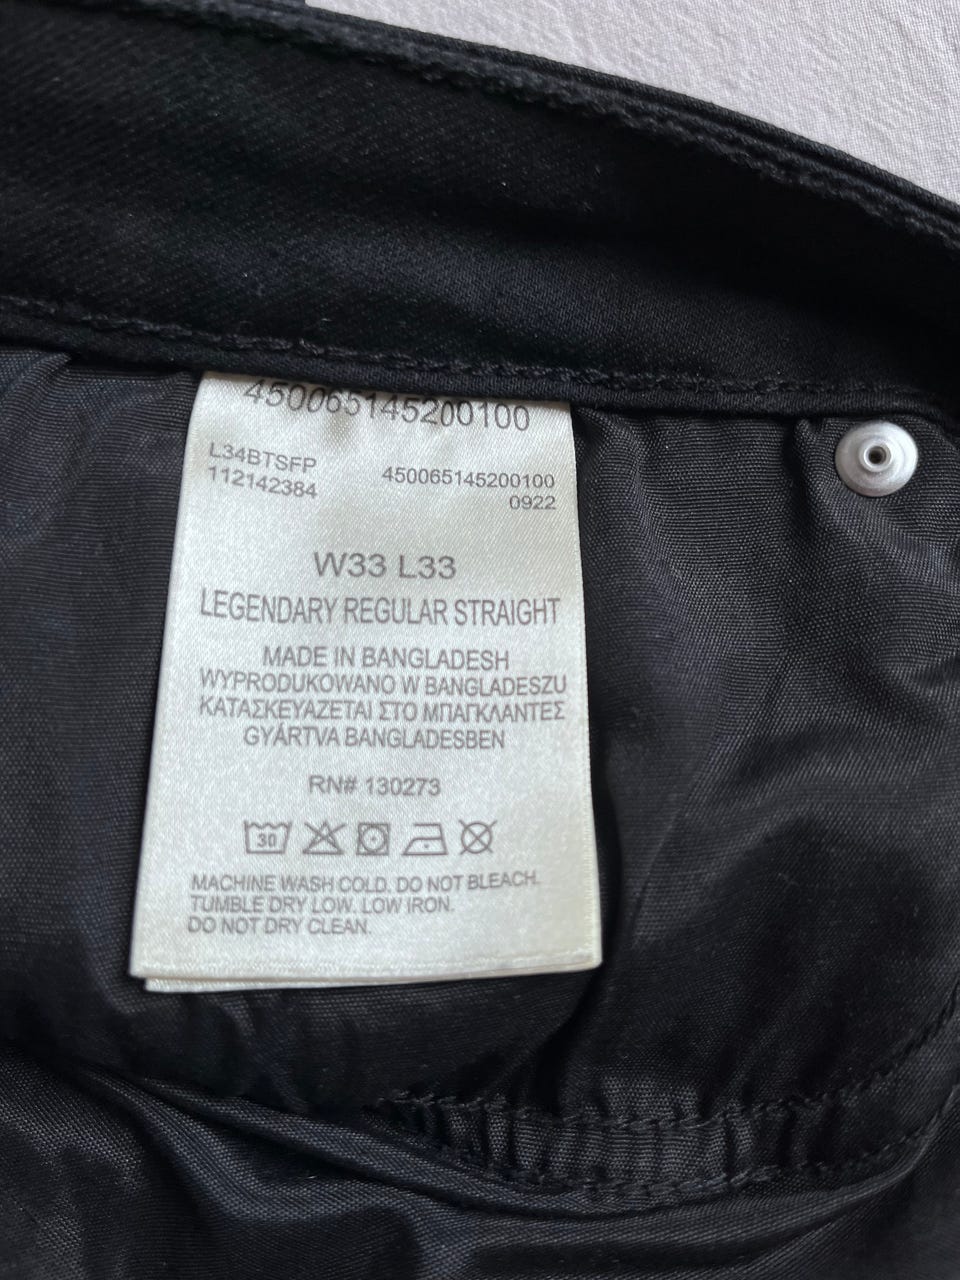 450065145200100
L34BTSFP
112142384
450065145200100
0922
W33 L33
LEGENDARY REGULAR STRAIGHT
MADE IN BANGLADESH
WYPRODUKOWANO W BANGLADESZU
ΚΑΤΑΣΚΕΥΑΖΕΤΑΙ ΣΤΟ ΜΠΑΓΚΛΑΝΤΕΣ
GYÁRTVA BANGLADESBEN
RN# 130273
30
MACHINE WASH COLD. DO NOT BLEACH.
TUMBLE DRY LOW. LOW IRON.
DO NOT DRY CLEAN.